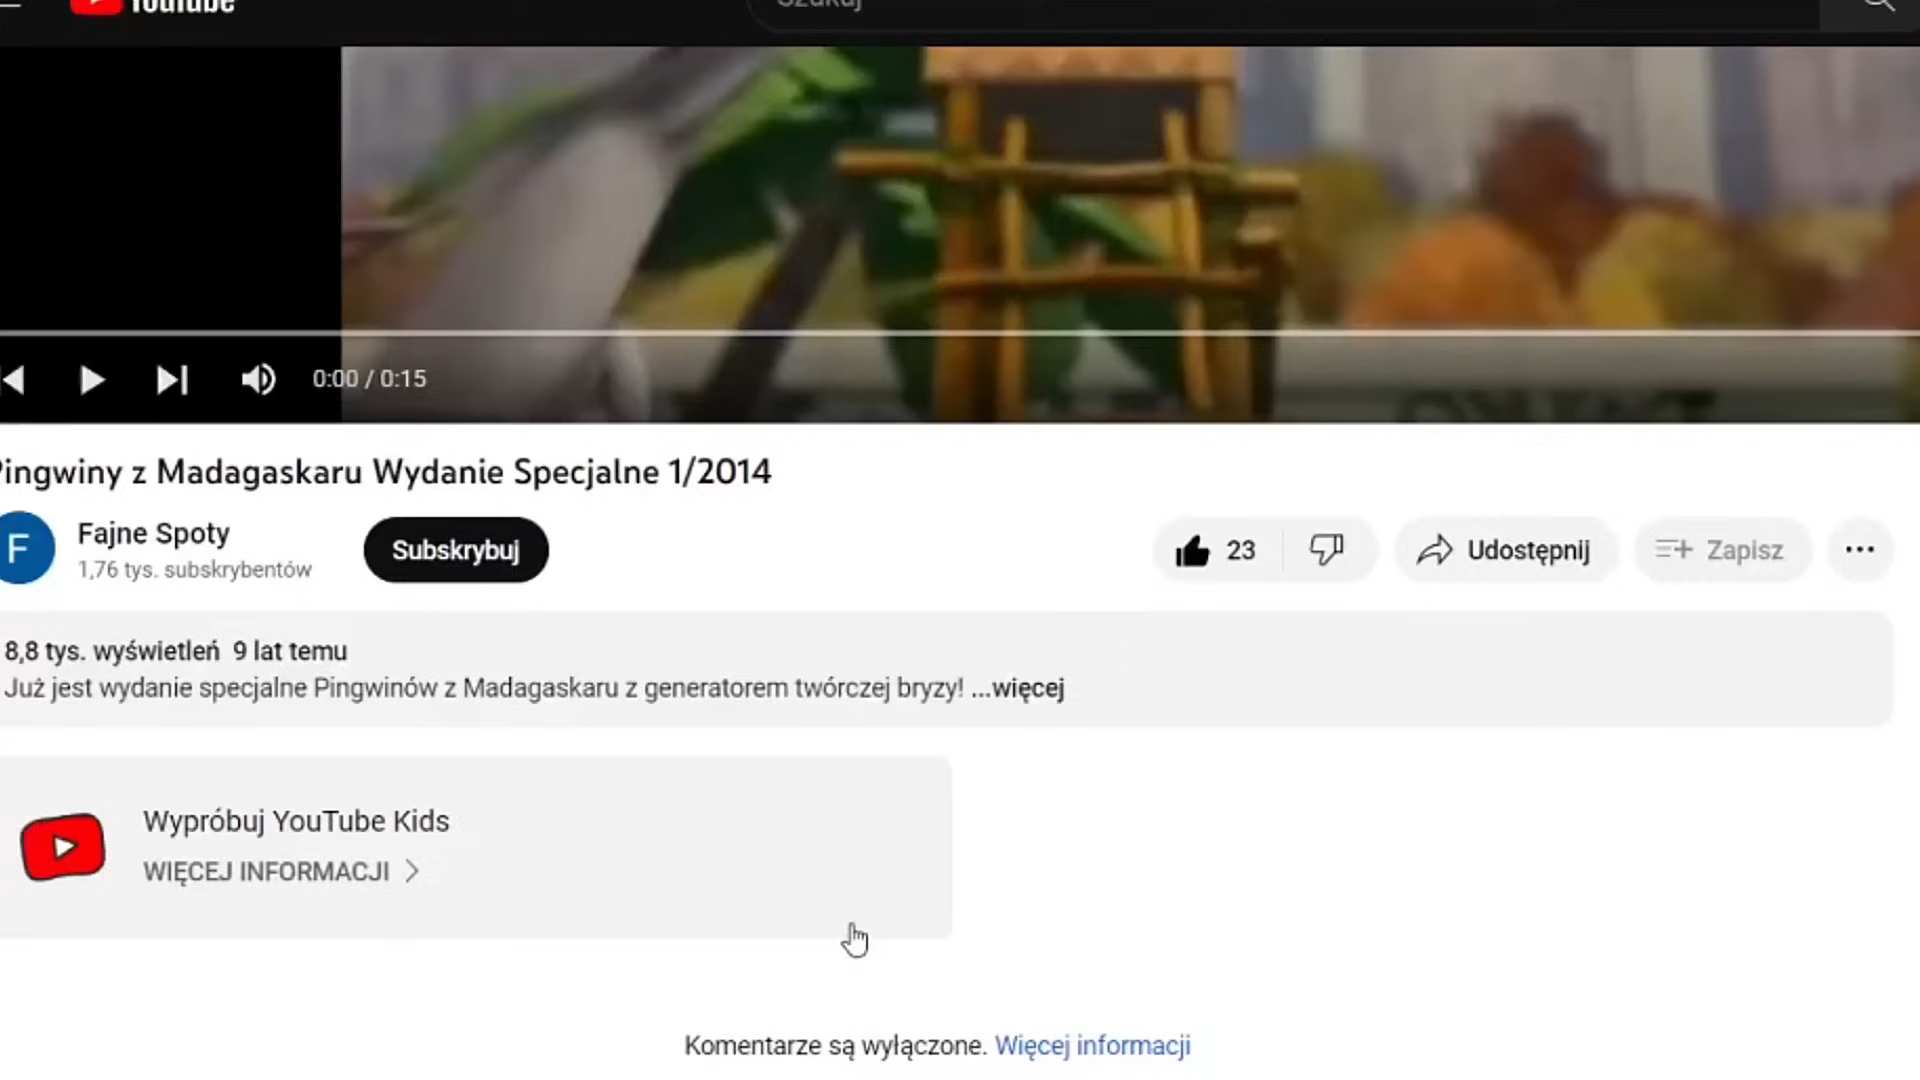 YouTube
Szukaj
0:00 / 0:15
Pingwiny z Madagaskaru Wydanie Specjalne 1/2014
F
Fajne Spoty
1,76 tys. subskrybentów
Subskrybuj
23
Udostępnij
Zapisz
8,8 tys. wyświetleń 9 lat temu
Już jest wydanie specjalne Pingwinów z Madagaskaru z generatorem twórczej bryzy! ...więcej
Wypróbuj YouTube Kids
WIĘCEJ INFORMACJI
Komentarze są wyłączone. Więcej informacji